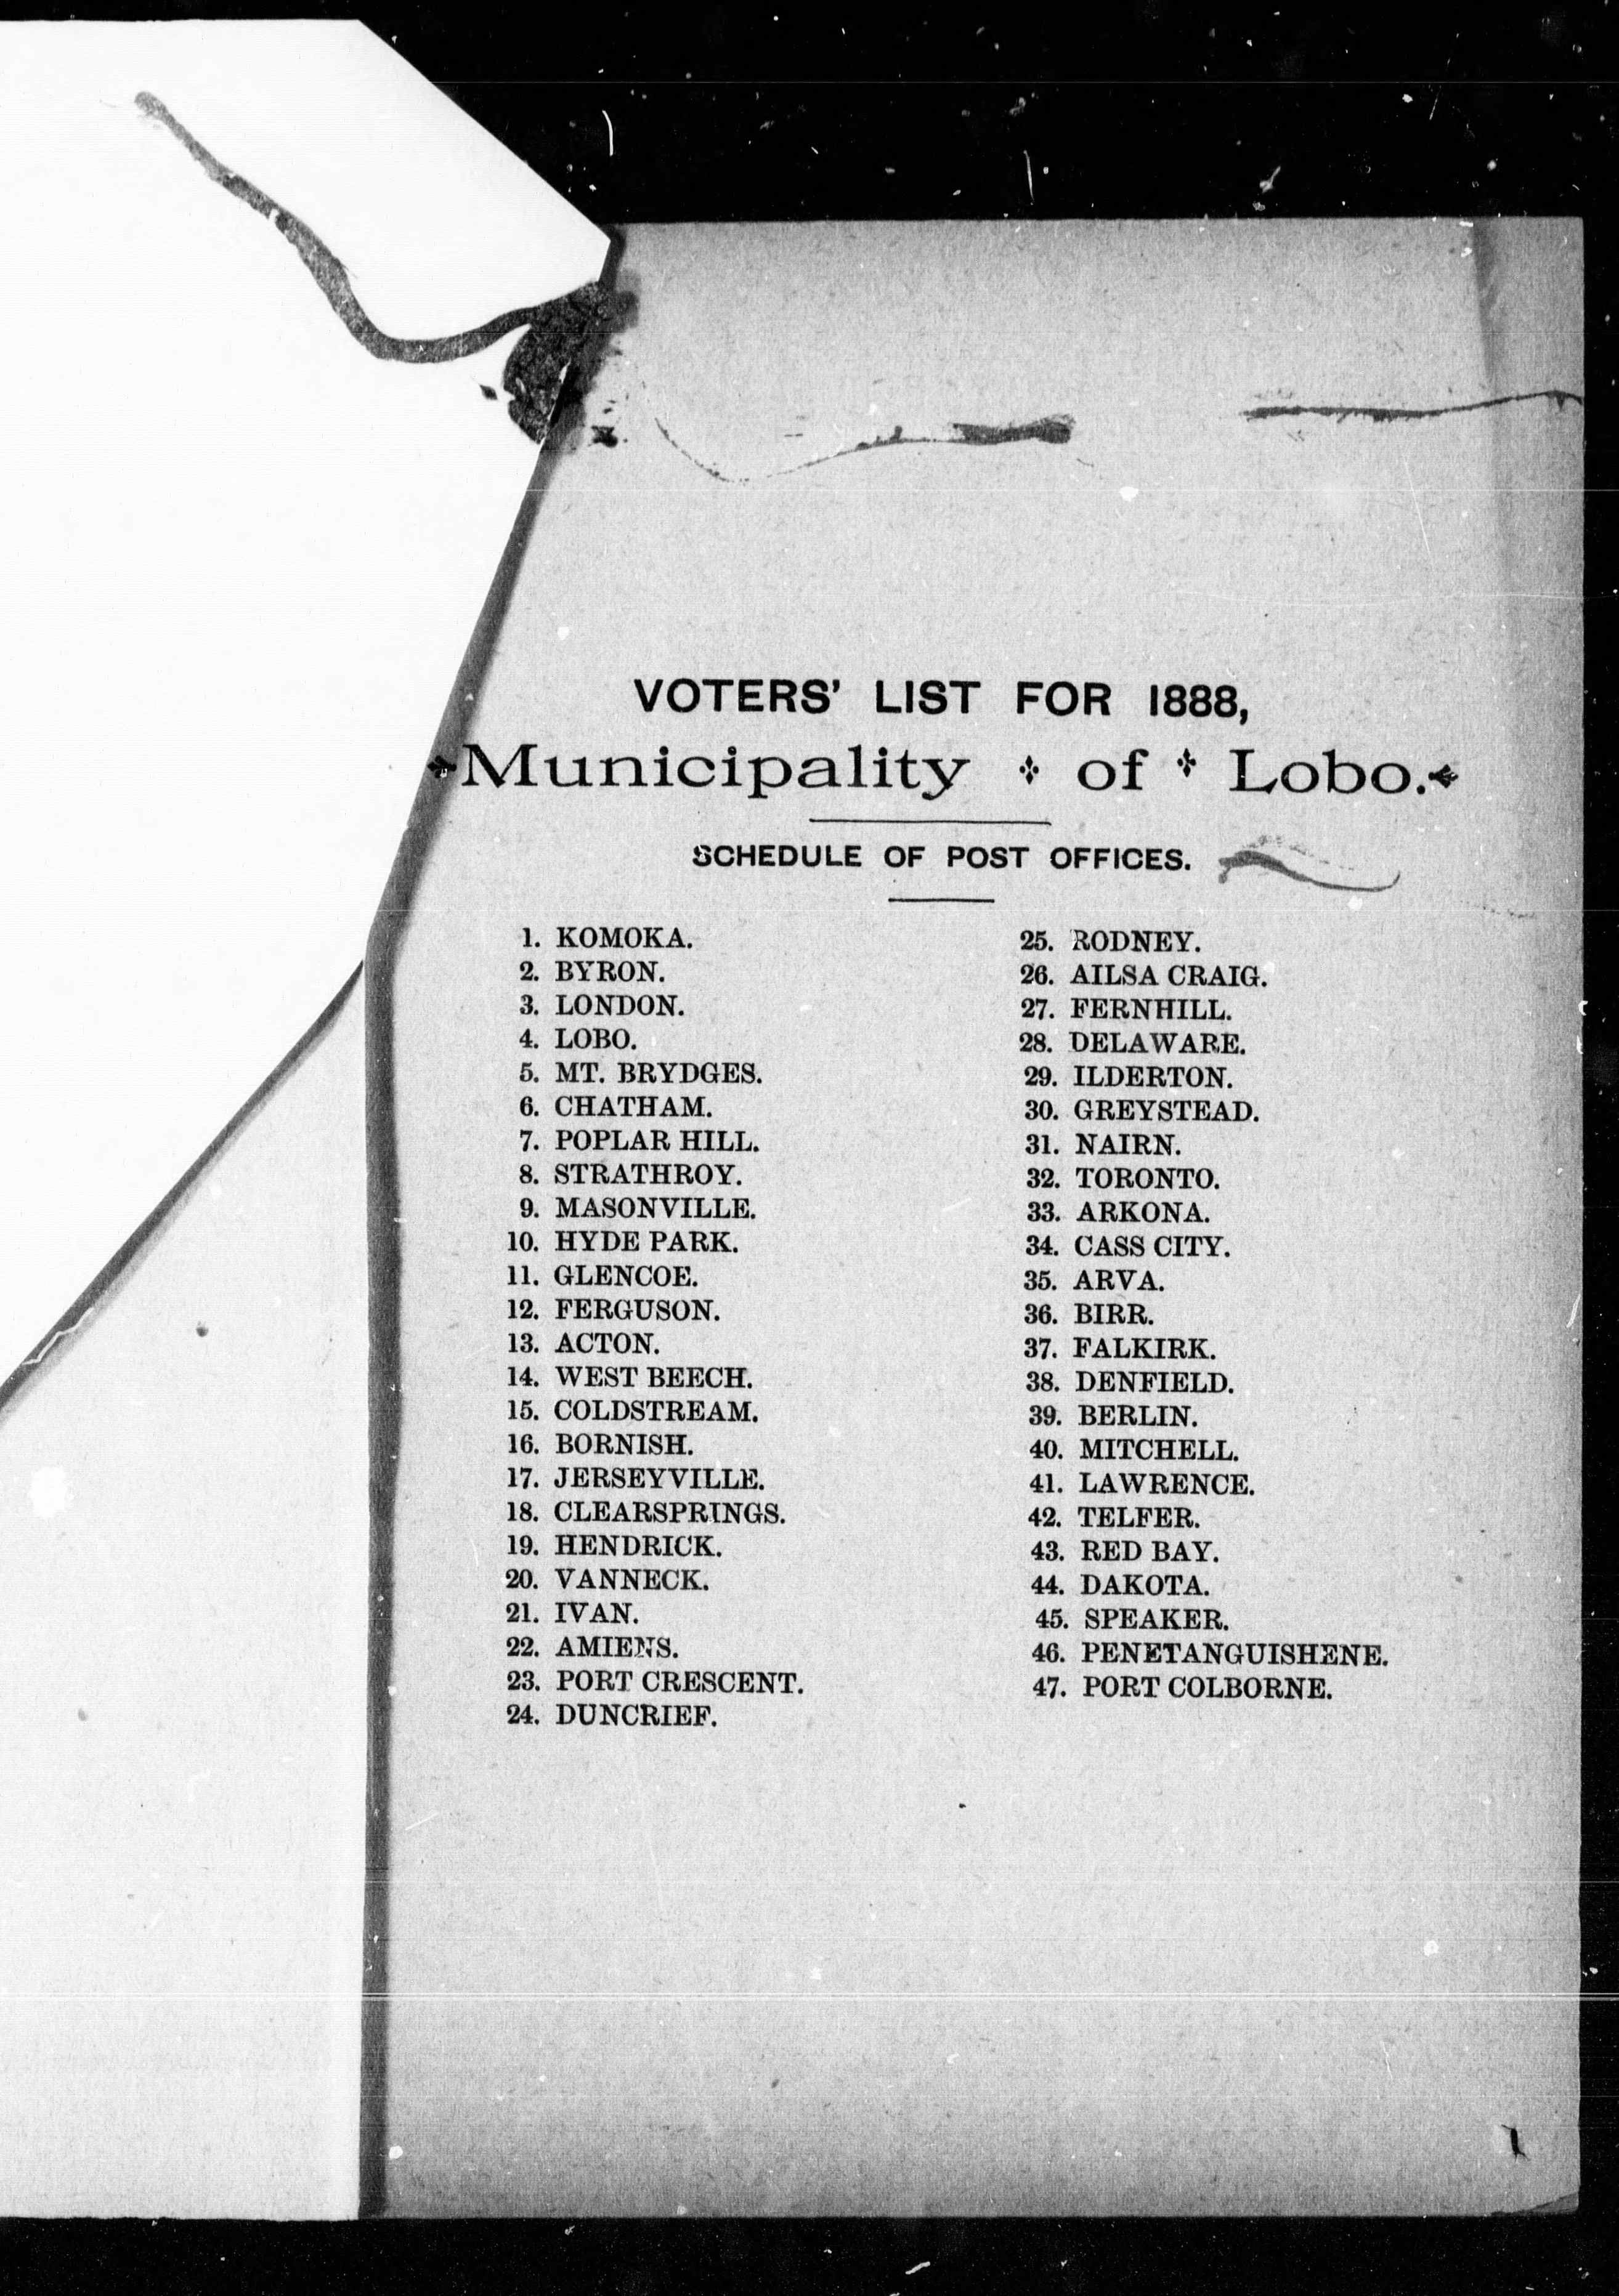 VOTERS' LIST FOR 1888,
Municipality of Lobo.
SCHEDULE OF POST OFFICES.
1. KOMOKA.
2. BYRON.
3. LONDON.
4. LOBO.
5. MT. BRYDGES.
6. CHATHAM.
7. POPLAR HILL.
8. STRATHROY.
9. MASONVILLE.
10. HYDE PARK.
11. GLENCOE.
12. FERGUSON.
13. ACTON.
14. WEST BEECH.
15. COLDSTREAM.
16. BORNISH.
17. JERSEYVILLE.
18. CLEARSPRINGS.
19. HENDRICK.
20. VANNECK.
21. IVAN.
22. AMIENS.
23. PORT CRESCENT.
24. DUNCRIEF.
25. RODNEY.
26. AILSA CRAIG.
27. FERNHILL.
28. DELAWARE.
29. ILDERTON.
30. GREYSTEAD.
31. NAIRN.
32. TORONTO.
33. ARKONA.
34. CASS CITY.
35. ARVA.
36. BIRR.
37. FALKIRK.
38. DENFIELD.
39. BERLIN.
40. MITCHELL.
41. LAWRENCE.
42. TELFER.
43. RED BAY.
44. DAKOTA.
45. SPEAKER.
46. PENETANGUISHENE.
47. PORT COLBORNE.